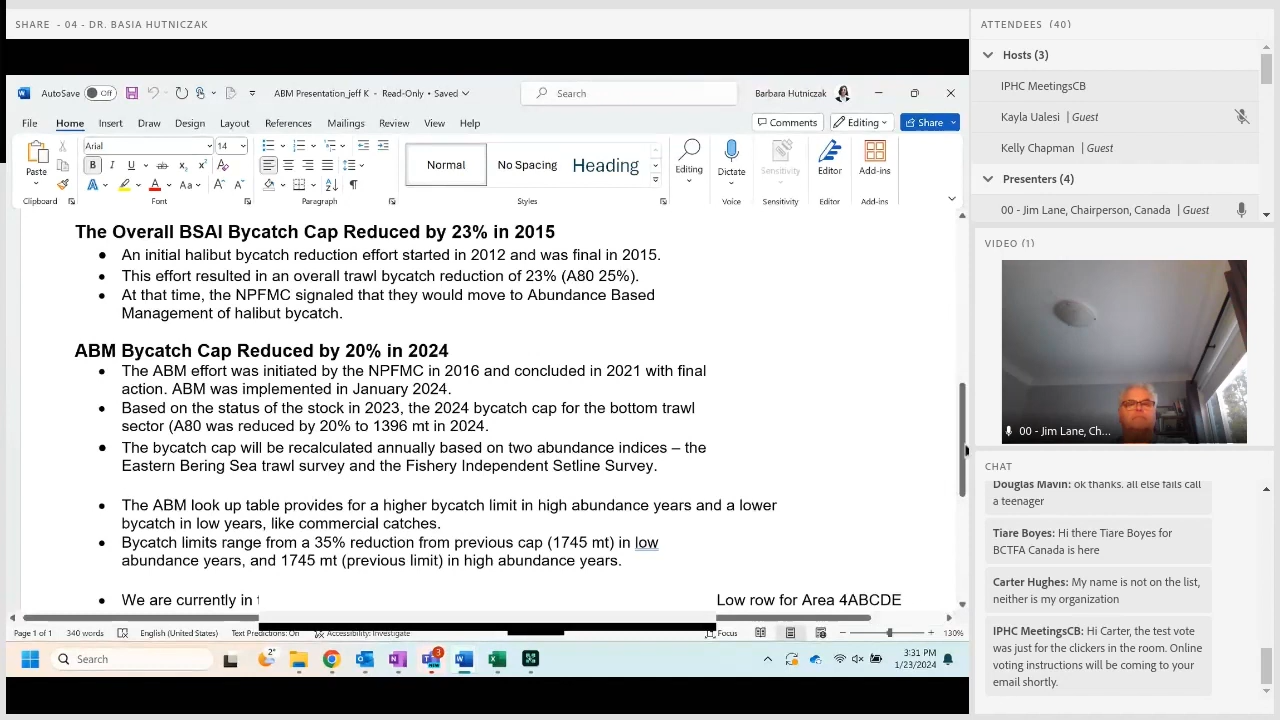 SHARE - 04 - DR. BASIA HUTNICZAK
AutoSave Off
ABM Presentation_jeff K - Read-Only • Saved
Search
Barbara Hutniczak
File Home Insert Draw Design Layout References Mailings Review View Help
Comments Editing Share
Paste
Arial 14
Normal No Spacing Heading
Editing Dictate Sensitivity Editor Add-ins
Clipboard Font Paragraph Styles Voice Sensitivity Editor Add-ins
The Overall BSAI Bycatch Cap Reduced by 23% in 2015
• An initial halibut bycatch reduction effort started in 2012 and was final in 2015.
• This effort resulted in an overall trawl bycatch reduction of 23% (A80 25%).
• At that time, the NPFMC signaled that they would move to Abundance Based
Management of halibut bycatch.
ABM Bycatch Cap Reduced by 20% in 2024
• The ABM effort was initiated by the NPFMC in 2016 and concluded in 2021 with final
action. ABM was implemented in January 2024.
• Based on the status of the stock in 2023, the 2024 bycatch cap for the bottom trawl
sector (A80 was reduced by 20% to 1396 mt in 2024.
• The bycatch cap will be recalculated annually based on two abundance indices – the
Eastern Bering Sea trawl survey and the Fishery Independent Setline Survey.
• The ABM look up table provides for a higher bycatch limit in high abundance years and a lower
bycatch in low years, like commercial catches.
• Bycatch limits range from a 35% reduction from previous cap (1745 mt) in low
abundance years, and 1745 mt (previous limit) in high abundance years.
• We are currently in Low row for Area 4ABCDE
Page 1 of 1 340 words English (United States) Text Predictions: On Accessibility: Investigate Focus 130%
Search
3:31 PM
1/23/2024
ATTENDEES (40)
Hosts (3)
IPHC MeetingsCB
Kayla Ualesi | Guest
Kelly Chapman | Guest
Presenters (4)
00 - Jim Lane, Chairperson, Canada | Guest
VIDEO (1)
00 - Jim Lane, Ch...
CHAT
Douglas Mavin: ok thanks. all else fails call
a teenager
Tiare Boyes: Hi there Tiare Boyes for
BCTFA Canada is here
Carter Hughes: My name is not on the list,
neither is my organization
IPHC MeetingsCB: Hi Carter, the test vote
was just for the clickers in the room. Online
voting instructions will be coming to your
email shortly.